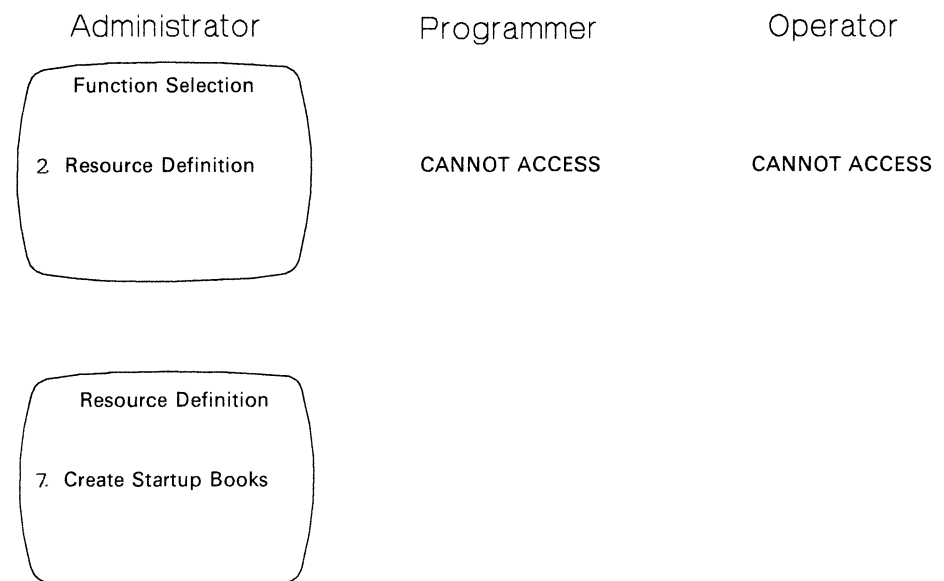 Administrator Programmer Operator
Function Selection
2. Resource Definition CANNOT ACCESS CANNOT ACCESS
Resource Definition
7. Create Startup Books